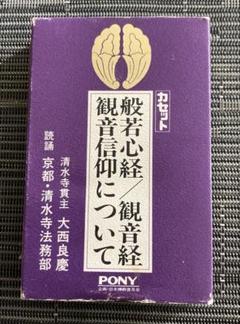 カセット
般若心経/観音経
観音信仰について
清水寺貫主 大西良慶
読誦 京都・清水寺法務部
PONY